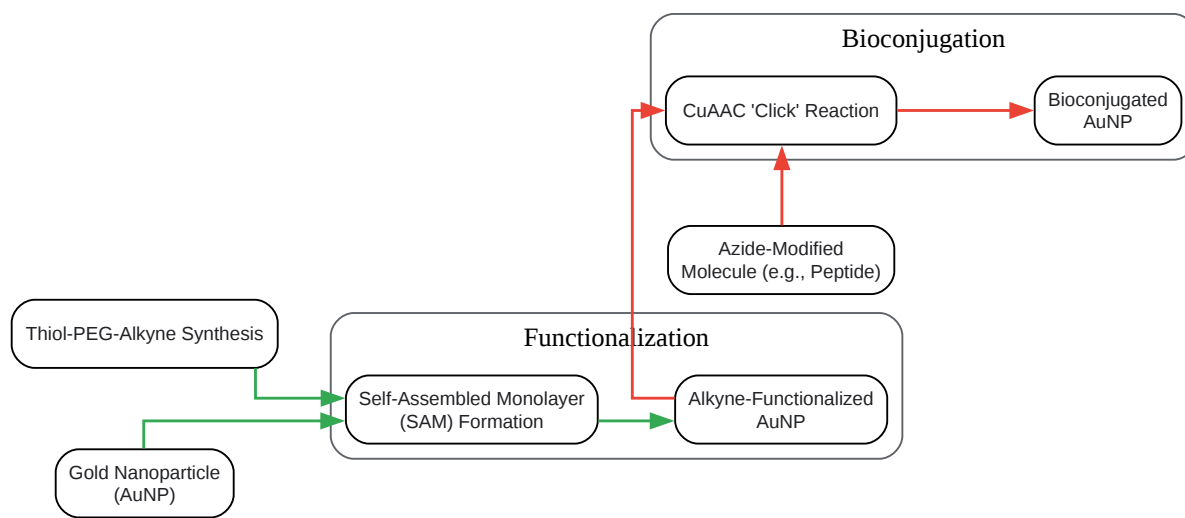 Bioconjugation
CuAAC 'Click' Reaction
Bioconjugated
AuNP
Azide-Modified
Molecule (e.g., Peptide)
Thiol-PEG-Alkyne Synthesis
Functionalization
Self-Assembled Monolayer
(SAM) Formation
Alkyne-Functionalized
AuNP
Gold Nanoparticle
(AuNP)